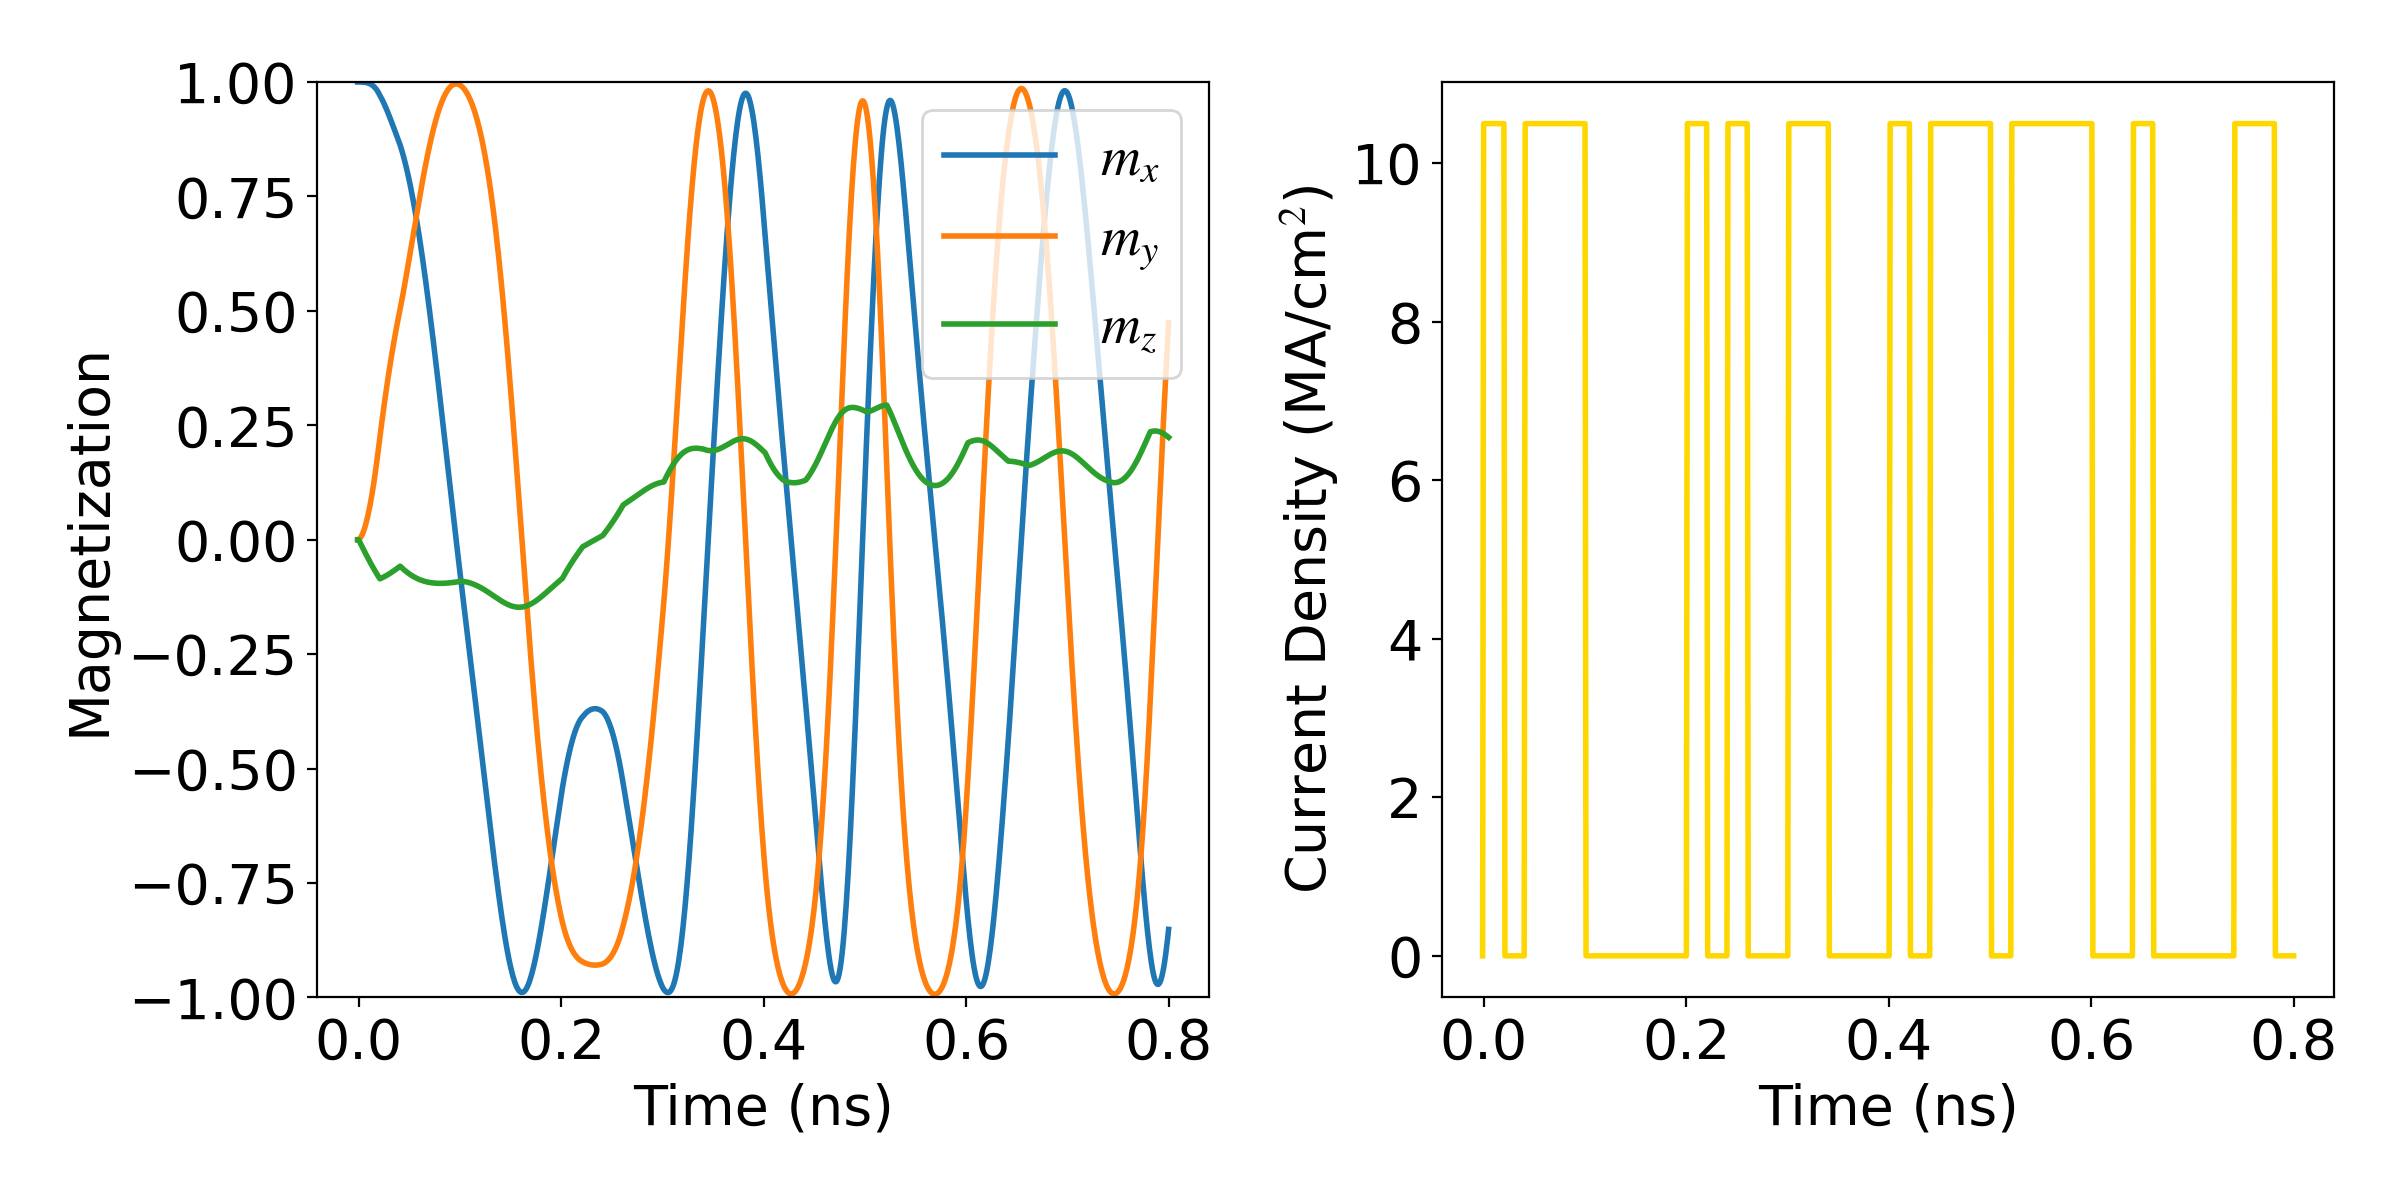 1.00
0.75
0.50
0.25
0.00
−0.25
−0.50
−0.75
−1.00
Magnetization
0.0 0.2 0.4 0.6 0.8
Time (ns)
m_x
m_y
m_z
10
8
6
4
2
0
Current Density (MA/cm²)
0.0 0.2 0.4 0.6 0.8
Time (ns)